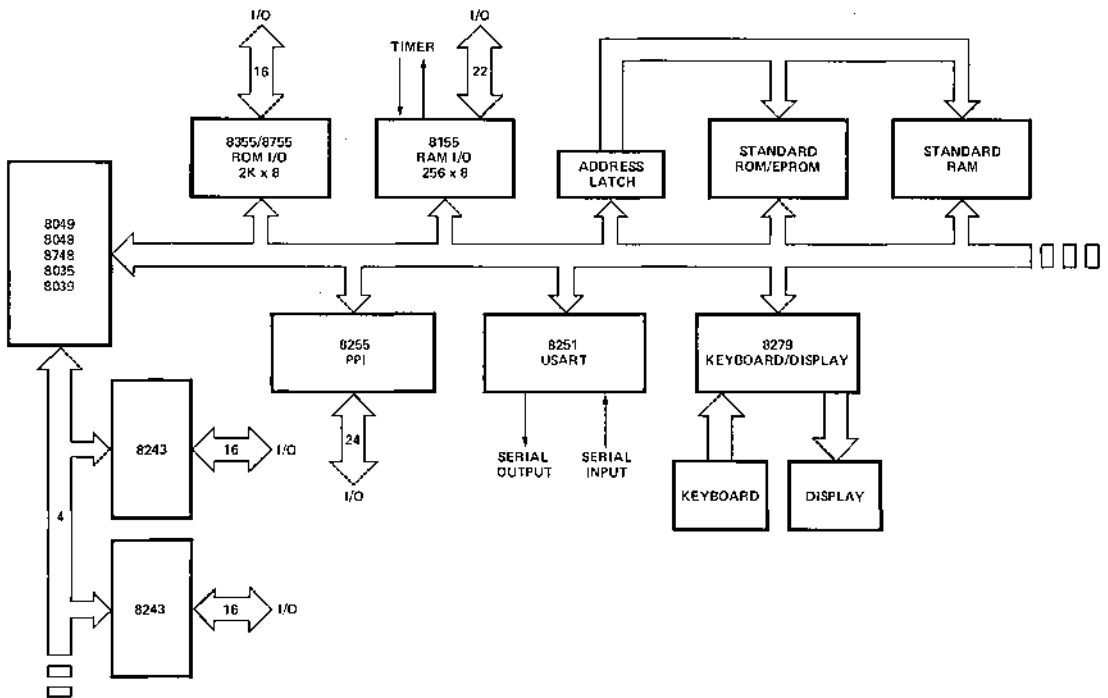 I/O
I/O
16
TIMER
22
8355/8755
ROM I/O
2K x 8
8155
RAM I/O
256 x 8
ADDRESS
LATCH
STANDARD
ROM/EPROM
STANDARD
RAM
8049
8048
8748
8035
8039
8255
PPI
8251
USART
8279
KEYBOARD/DISPLAY
24
I/O
SERIAL
OUTPUT
SERIAL
INPUT
KEYBOARD
DISPLAY
8243
16
I/O
4
8243
16
I/O